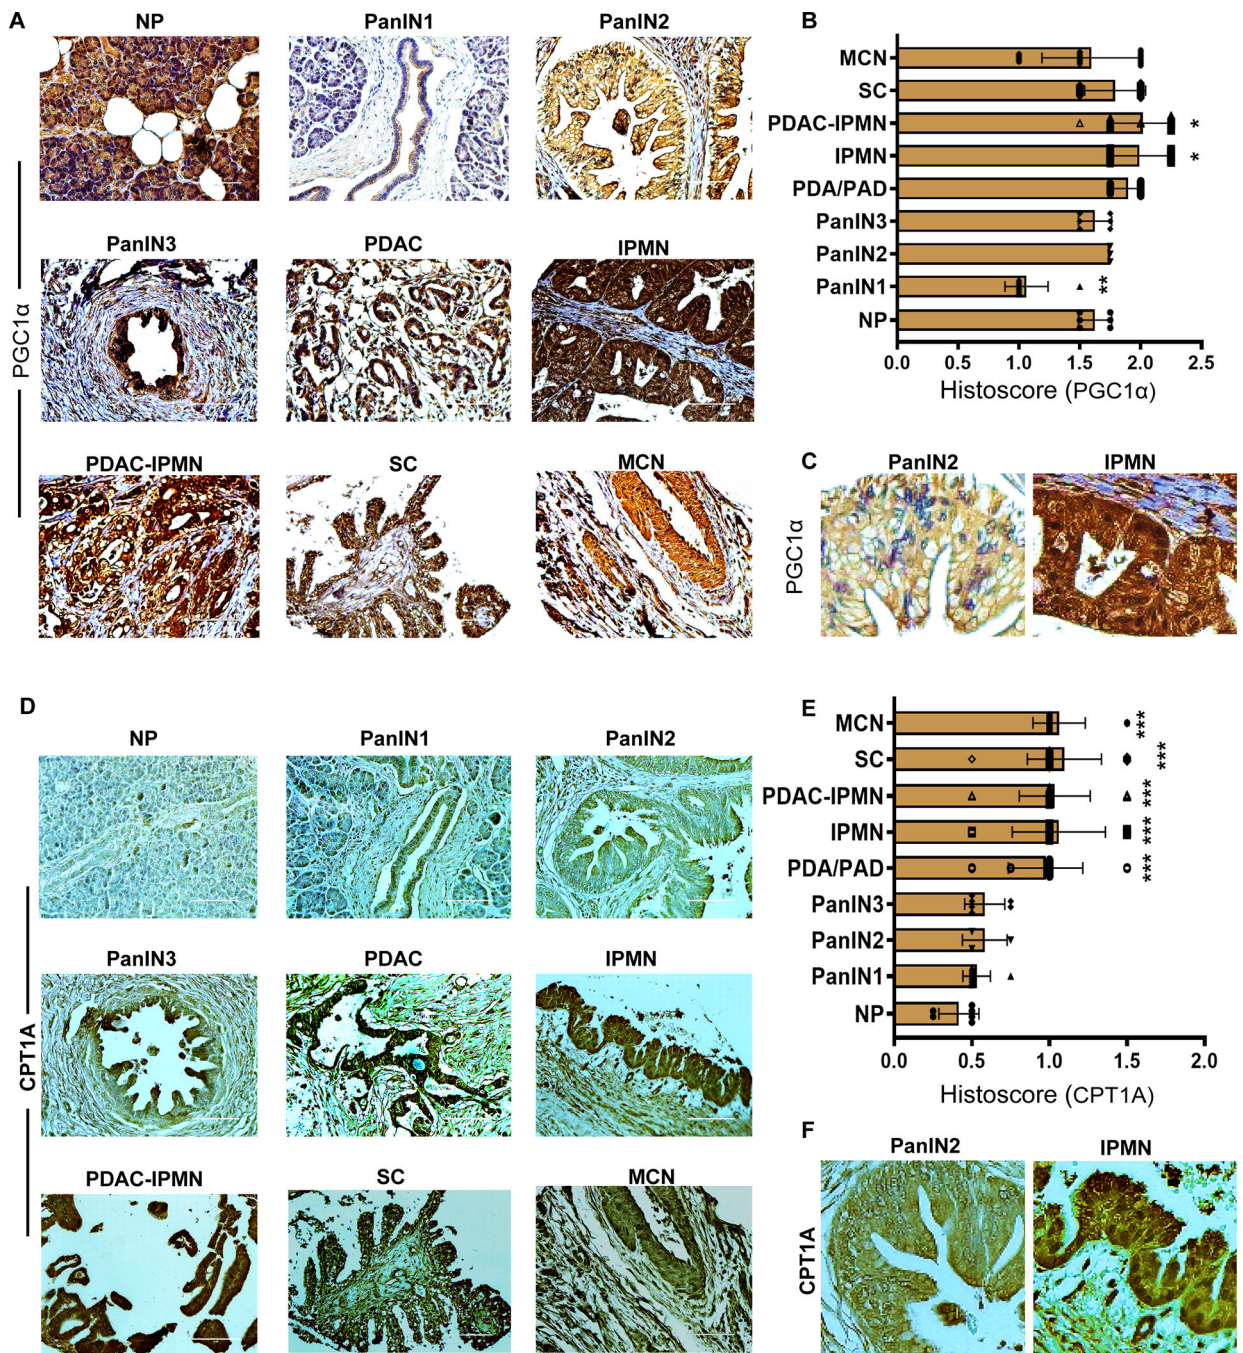 A
NP
PanIN1
PanIN2
PGC1α
PanIN3
PDAC
IPMN
PDAC-IPMN
SC
MCN
B
MCN
SC
PDAC-IPMN
*
IPMN
*
PDA/PAD
PanIN3
PanIN2
PanIN1
**
NP
0.0 0.5 1.0 1.5 2.0 2.5
Histoscore (PGC1α)
C
PanIN2
IPMN
PGC1α
D
NP
PanIN1
PanIN2
CPT1A
PanIN3
PDAC
IPMN
PDAC-IPMN
SC
MCN
E
MCN
***
SC
***
PDAC-IPMN
***
IPMN
***
PDA/PAD
***
PanIN3
PanIN2
PanIN1
NP
0.0 0.5 1.0 1.5 2.0
Histoscore (CPT1A)
F
PanIN2
IPMN
CPT1A